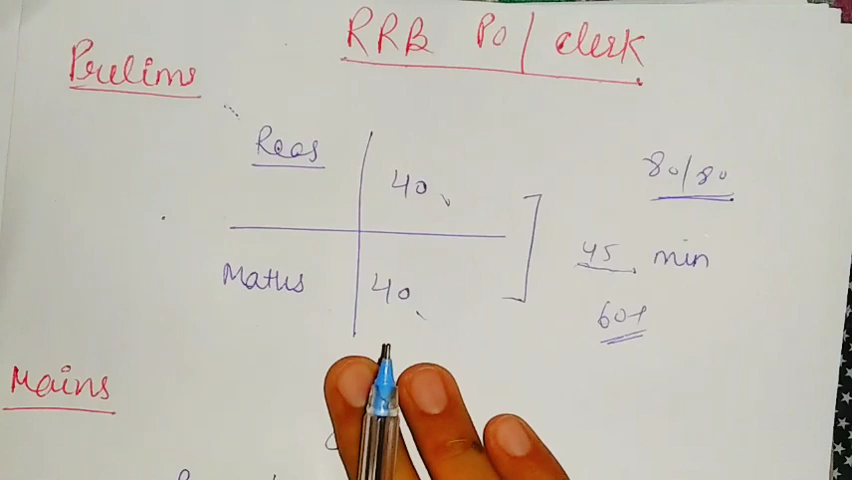 RRB PO / clerk
Prelims
Reas 40
80/80
Maths 40
45 min
60+
Mains